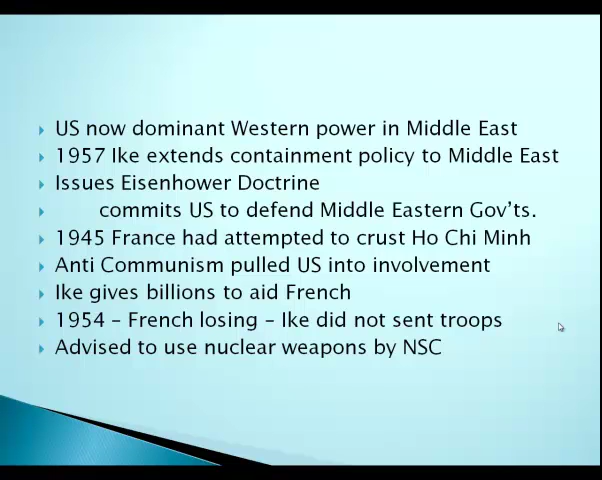 US now dominant Western power in Middle East
1957 Ike extends containment policy to Middle East
Issues Eisenhower Doctrine
commits US to defend Middle Eastern Gov'ts.
1945 France had attempted to crust Ho Chi Minh
Anti Communism pulled US into involvement
Ike gives billions to aid French
1954 – French losing – Ike did not sent troops
Advised to use nuclear weapons by NSC